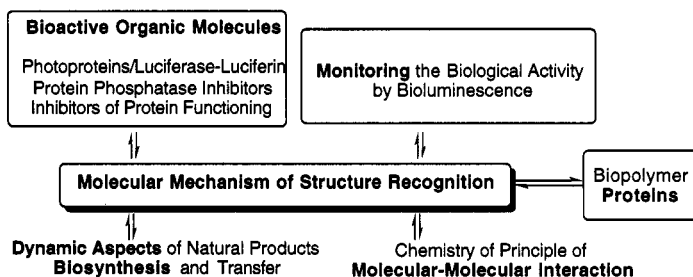 Bioactive Organic Molecules
Photoproteins/Luciferase-Luciferin
Protein Phosphatase Inhibitors
Inhibitors of Protein Functioning
Monitoring the Biological Activity
by Bioluminescence
Molecular Mechanism of Structure Recognition
Biopolymer
Proteins
Dynamic Aspects of Natural Products
Biosynthesis and Transfer
Chemistry of Principle of
Molecular-Molecular Interaction